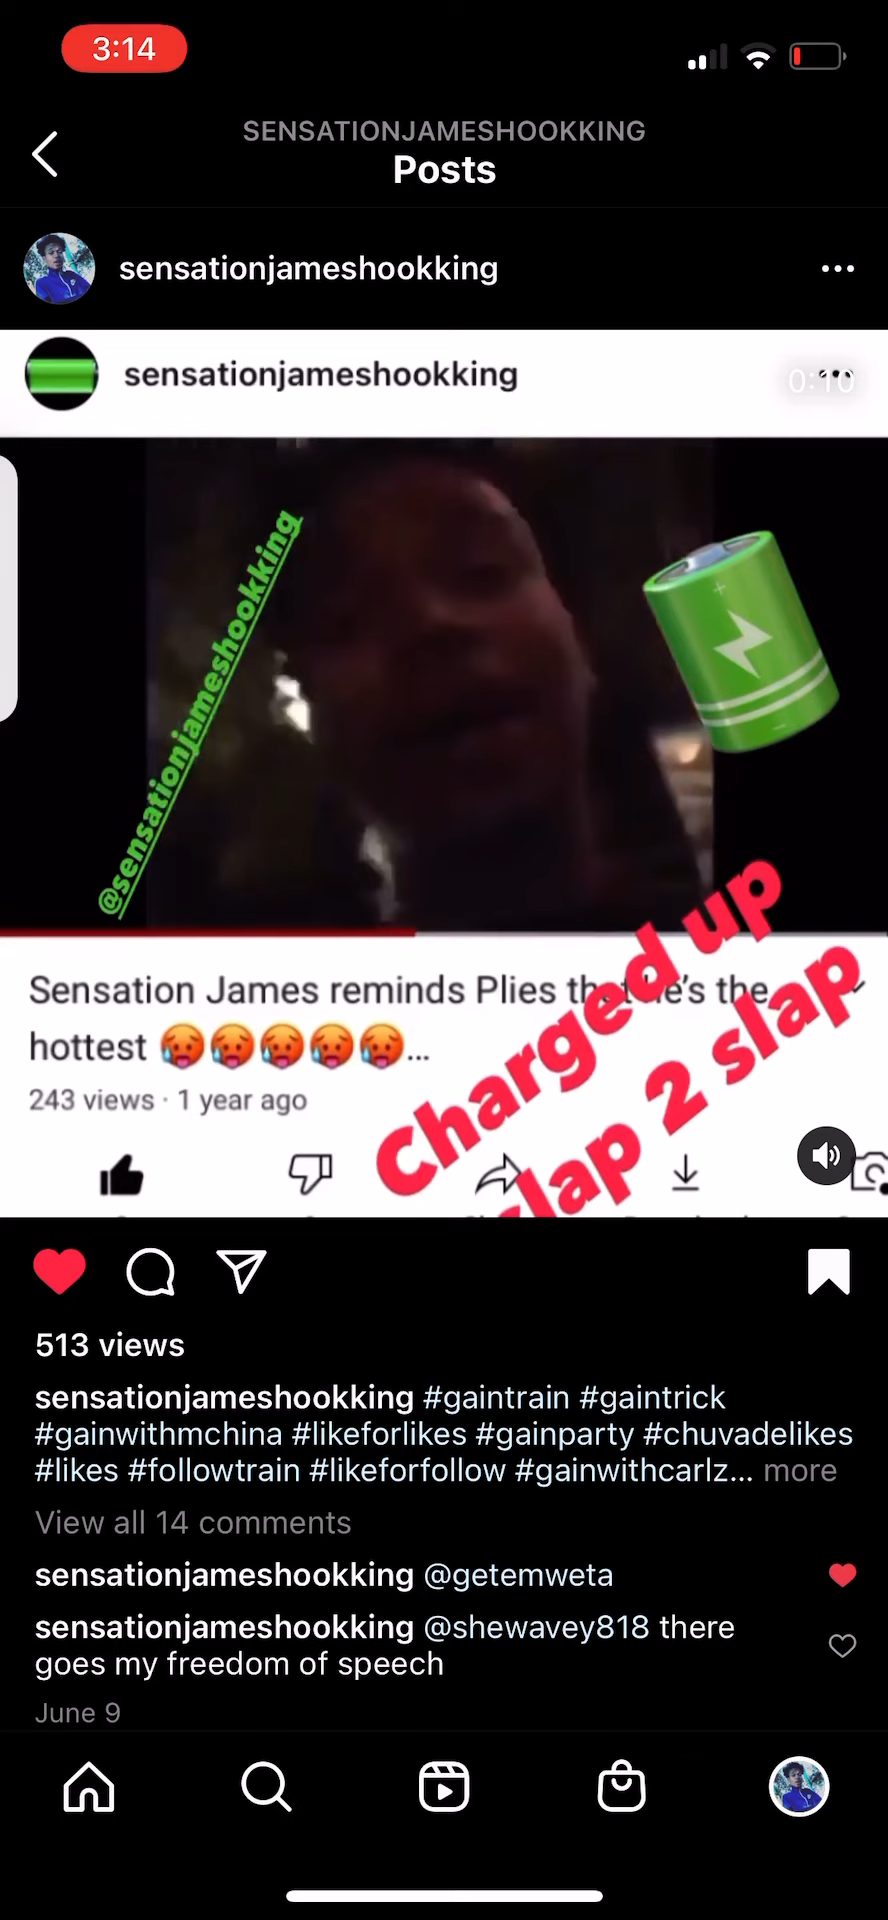 3:14
SENSATIONJAMESHOOKKING
Posts
sensationjameshookking
sensationjameshookking
0:10
@sensationjameshookking
Charged up
slap 2 slap
Sensation James reminds Plies that he's the
hottest 🥵🥵🥵🥵🥵...
243 views · 1 year ago
513 views
sensationjameshookking #gaintrain #gaintrick
#gainwithmchina #likeforlikes #gainparty #chuvadelikes
#likes #followtrain #likeforfollow #gainwithcarlz... more
View all 14 comments
sensationjameshookking @getemweta
sensationjameshookking @shewavey818 there
goes my freedom of speech
June 9